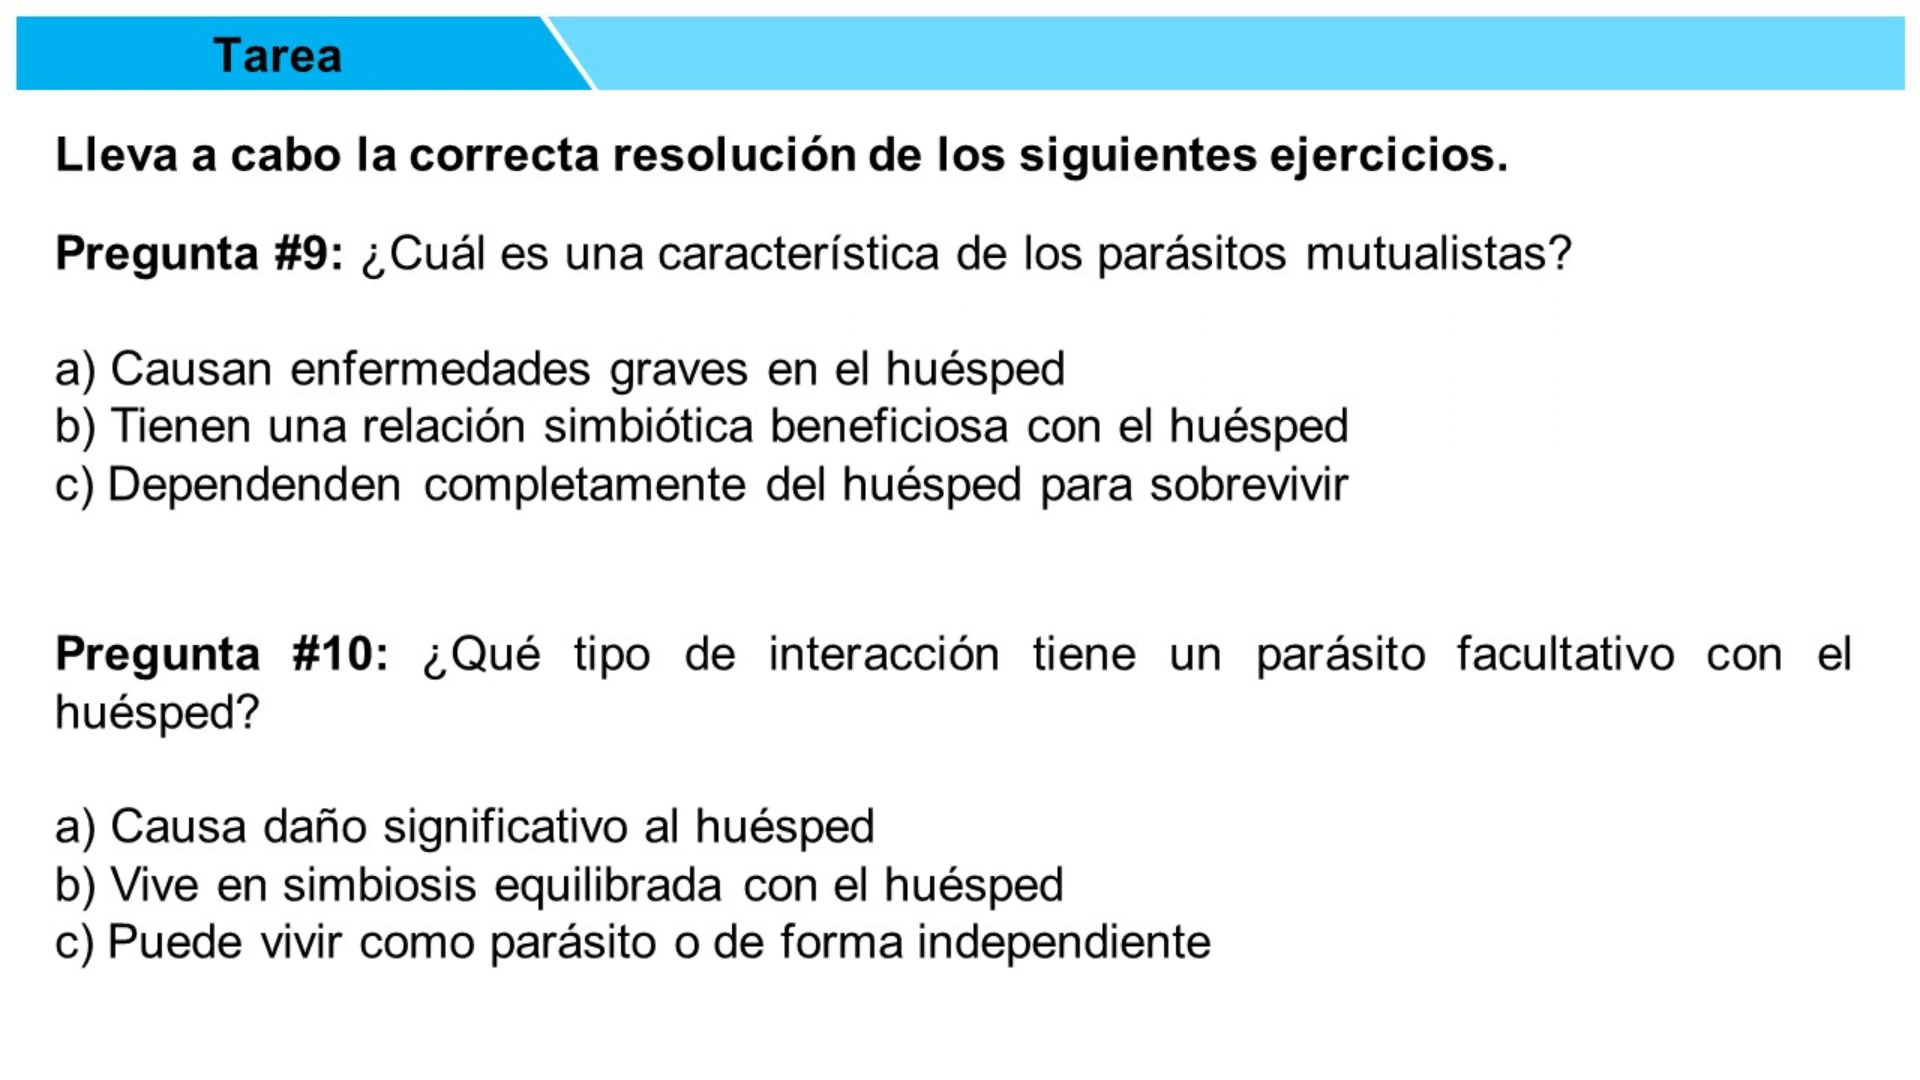 Tarea
Lleva a cabo la correcta resolución de los siguientes ejercicios.
Pregunta #9: ¿Cuál es una característica de los parásitos mutualistas?
a) Causan enfermedades graves en el huésped
b) Tienen una relación simbiótica beneficiosa con el huésped
c) Dependenden completamente del huésped para sobrevivir
Pregunta #10: ¿Qué tipo de interacción tiene un parásito facultativo con el
huésped?
a) Causa daño significativo al huésped
b) Vive en simbiosis equilibrada con el huésped
c) Puede vivir como parásito o de forma independiente